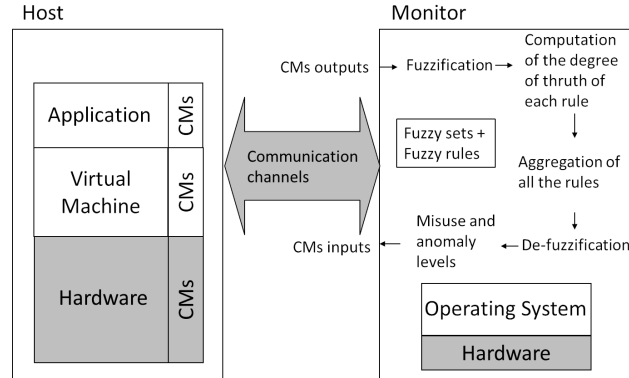 Host
Monitor
Application
CMs
Virtual
Machine
CMs
Hardware
CMs
CMs outputs
Communication
channels
CMs inputs
Fuzzification
Computation
of the degree
of thruth of
each rule
Fuzzy sets +
Fuzzy rules
Aggregation of
all the rules
De-fuzzification
Misuse and
anomaly
levels
Operating System
Hardware